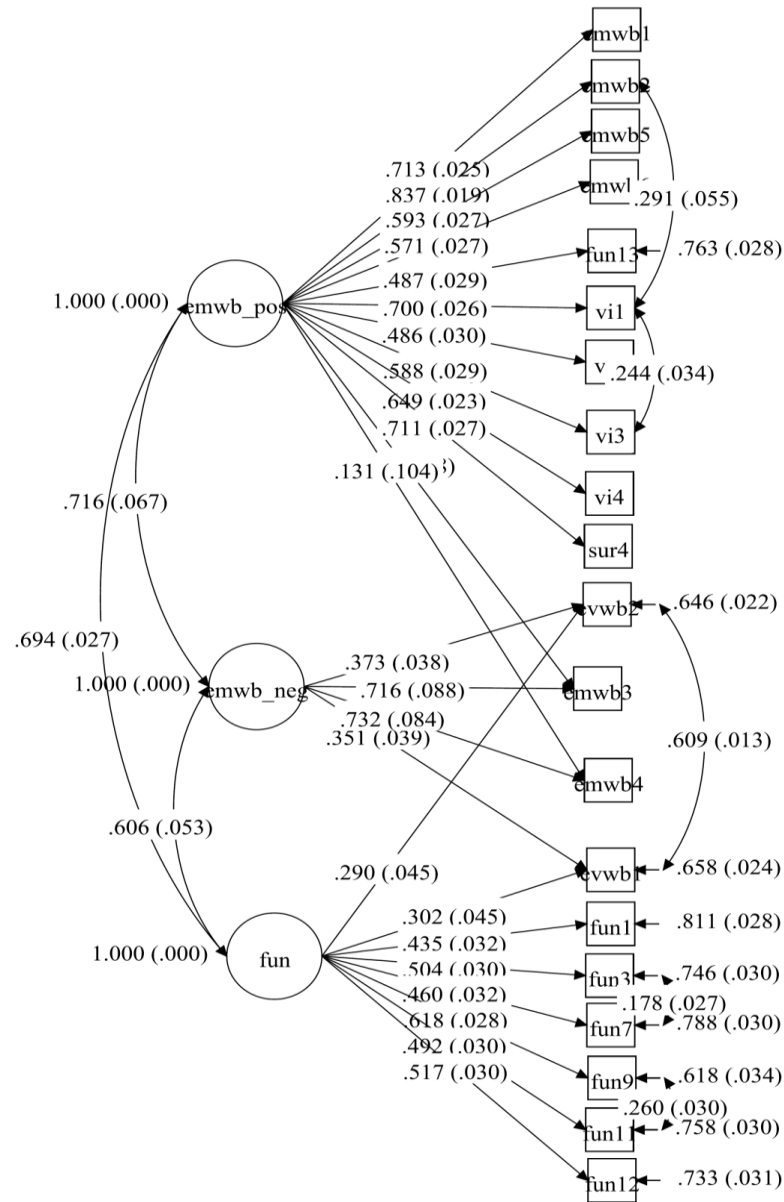 emwb1
emwb2
emwb5
.713 (.025)
.837 (.019)
emwb
.291 (.055)
.593 (.027)
.571 (.027)
fun13
.763 (.028)
.487 (.029)
1.000 (.000)
emwb_pos
.700 (.026)
vi1
.486 (.030)
v
.588 (.029)
.244 (.034)
.649 (.023)
.711 (.027)
vi3
.131 (.104)
vi4
.716 (.067)
sur4
evwb2
.646 (.022)
.694 (.027)
.373 (.038)
1.000 (.000)
emwb_neg
.716 (.088)
emwb3
.732 (.084)
.351 (.039)
.609 (.013)
emwb4
.606 (.053)
.290 (.045)
evwb1
.658 (.024)
.302 (.045)
fun1
.811 (.028)
.435 (.032)
1.000 (.000)
fun
.504 (.030)
fun3
.746 (.030)
.460 (.032)
.178 (.027)
.618 (.028)
fun7
.788 (.030)
.492 (.030)
.517 (.030)
fun9
.618 (.034)
.260 (.030)
fun11
.758 (.030)
fun12
.733 (.031)